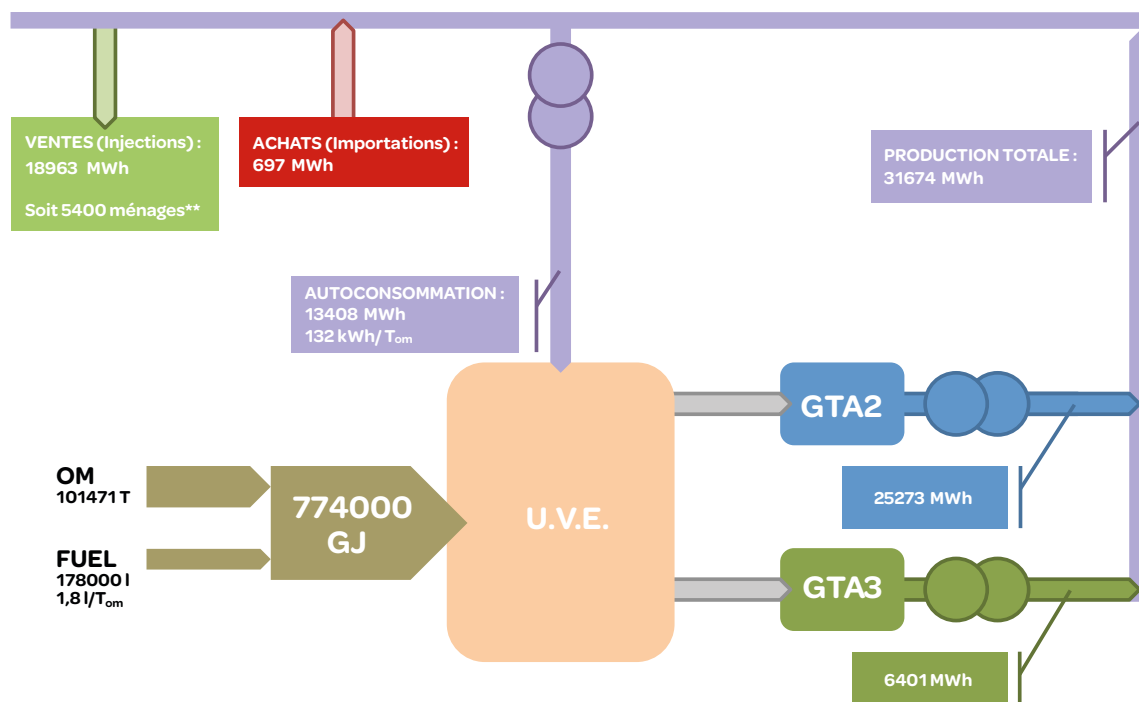 VENTES (Injections) :
18963 MWh
Soit 5400 ménages**
ACHATS (Importations) :
697 MWh
PRODUCTION TOTALE :
31674 MWh
AUTOCONSOMMATION :
13408 MWh
132 kWh/ Tom
GTA2
OM
101471 T
774000
GJ
U.V.E.
25273 MWh
FUEL
178000 l
1,8 l/Tom
GTA3
6401 MWh